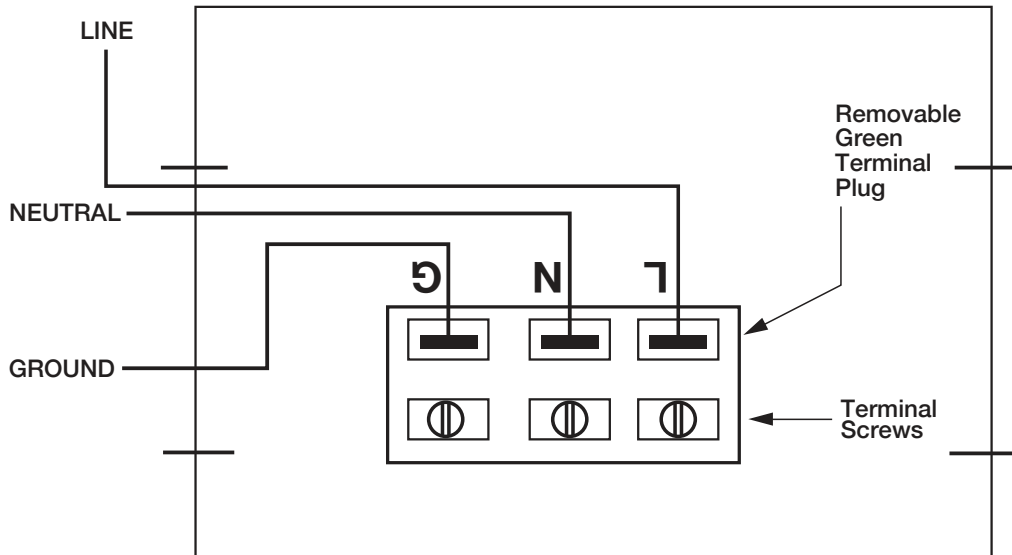 LINE
Removable
Green
Terminal
Plug
NEUTRAL
G N L
GROUND
Terminal
Screws